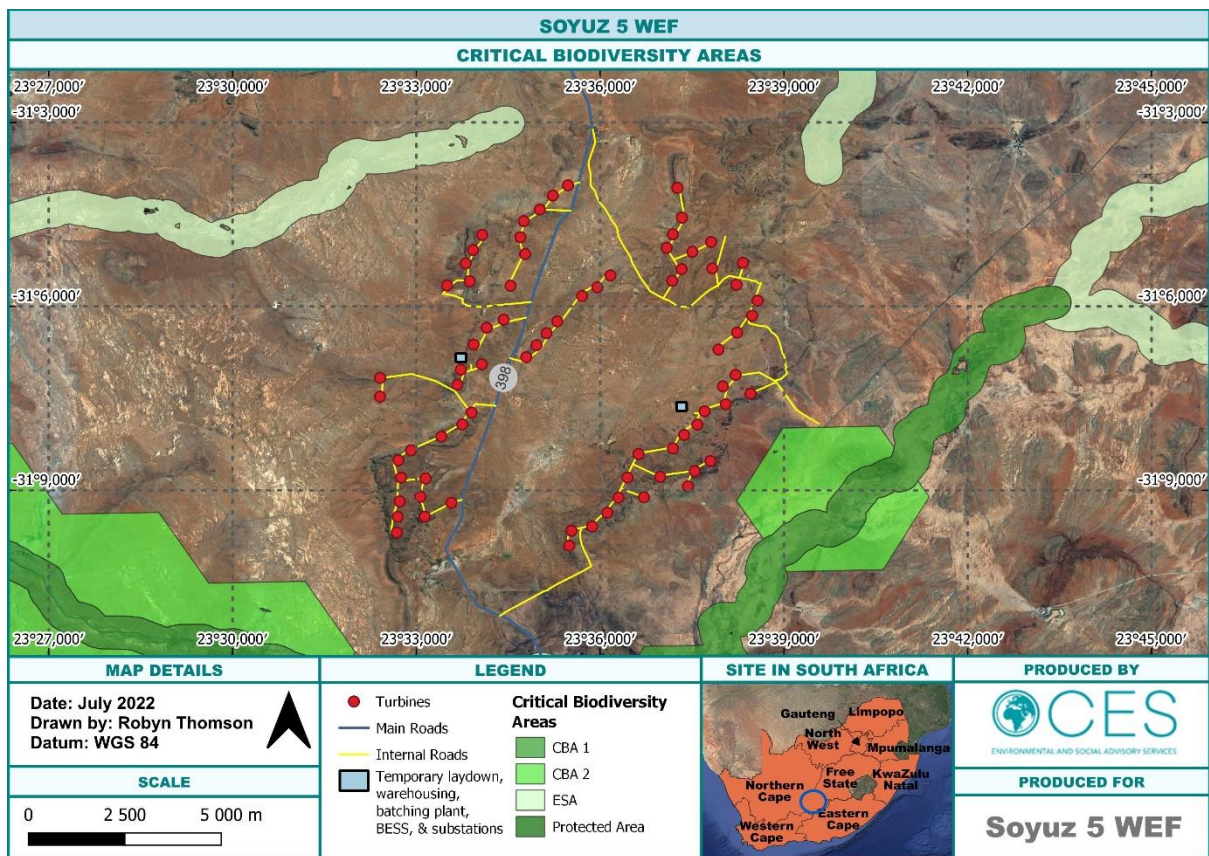 SOYUZ 5 WEF
CRITICAL BIODIVERSITY AREAS
23°27,000′ 23°30,000′ 23°33,000′ 23°36,000′ 23°39,000′ 23°42,000′ 23°45,000′
-31°3,000′ -31°3,000′
-31°6,000′ -31°6,000′
398
-31°9,000′ -31°9,000′
23°27,000′ 23°30,000′ 23°33,000′ 23°36,000′ 23°39,000′ 23°42,000′ 23°45,000′
MAP DETAILS
Date: July 2022
Drawn by: Robyn Thomson
Datum: WGS 84
SCALE
0 2 500 5 000 m
LEGEND
Turbines
Main Roads
Internal Roads
Temporary laydown,
warehousing,
batching plant,
BESS, & substations
Critical Biodiversity
Areas
CBA 1
CBA 2
ESA
Protected Area
SITE IN SOUTH AFRICA
Limpopo
Gauteng
North
West
Mpumalanga
Free
State
KwaZulu
Natal
Northern
Cape
Eastern
Cape
Western
Cape
PRODUCED BY
CES
ENVIRONMENTAL AND SOCIAL ADVISORY SERVICES
PRODUCED FOR
Soyuz 5 WEF